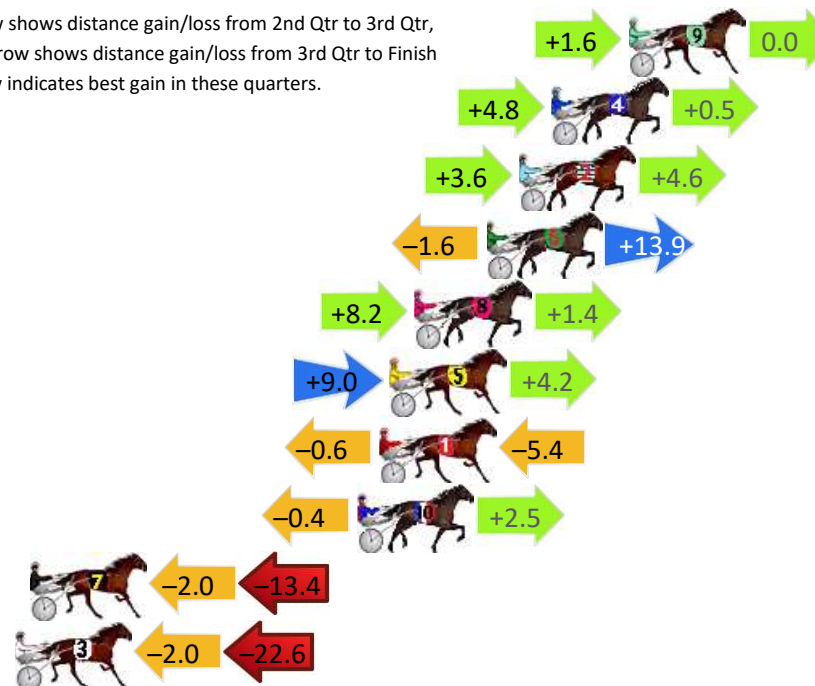 w shows distance gain/loss from 2nd Qtr to 3rd Qtr,
row shows distance gain/loss from 3rd Qtr to Finish
w indicates best gain in these quarters.
+1.6 9 0.0
+4.8 4 +0.5
+3.6 2 +4.6
−1.6 6 +13.9
+8.2 8 +1.4
+9.0 5 +4.2
−0.6 1 −5.4
−0.4 10 +2.5
7 −2.0 −13.4
3 −2.0 −22.6